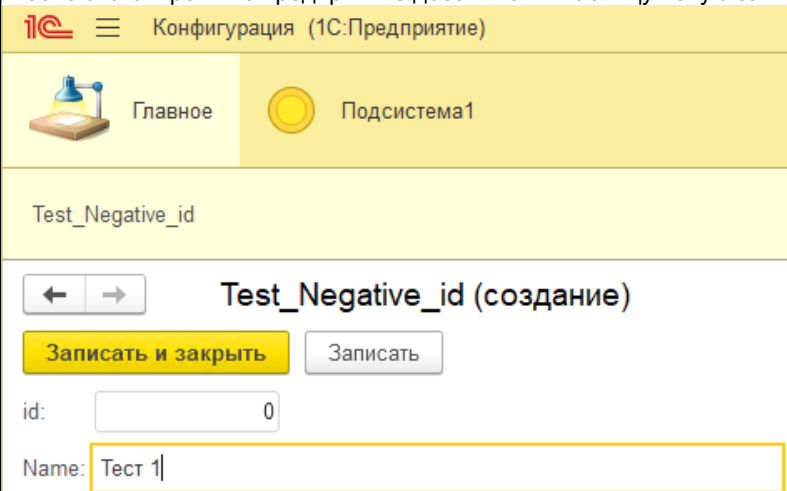 1С Конфигурация (1С:Предприятие)
Главное Подсистема1
Test_Negative_id
Test_Negative_id (создание)
Записать и закрыть Записать
id: 0
Name: Тест 1